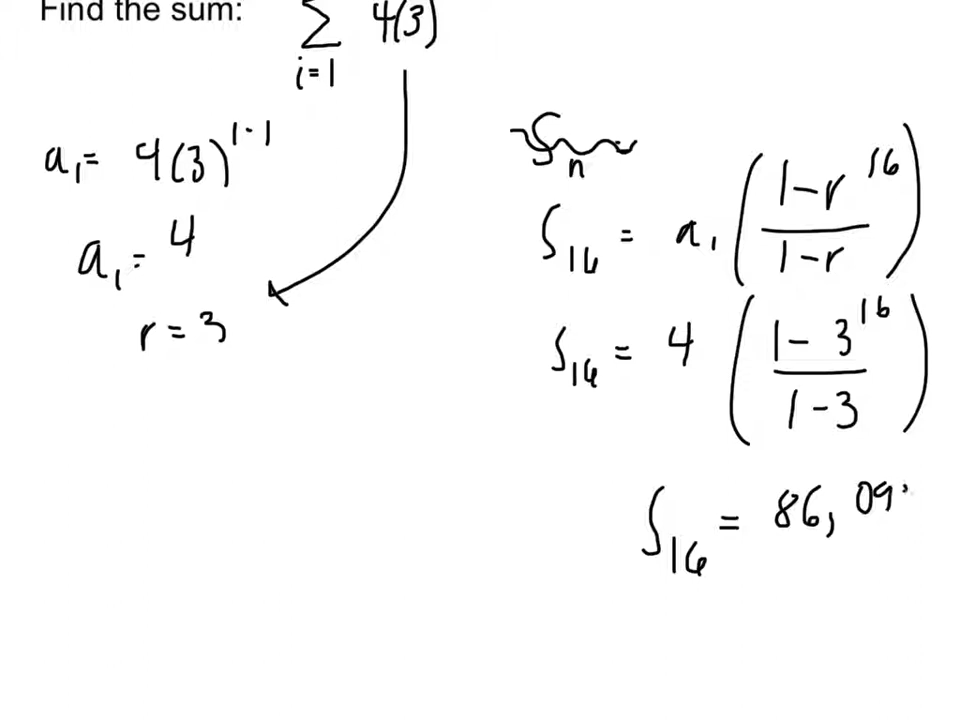 Find the sum: ∑ 4(3)
i=1
a₁= 4(3)^1-1
a₁= 4
r = 3
Sₙ
S₁₆ = a₁ (1-r^16 / 1-r)
S₁₆ = 4 (1-3^16 / 1-3)
S₁₆ = 86,09